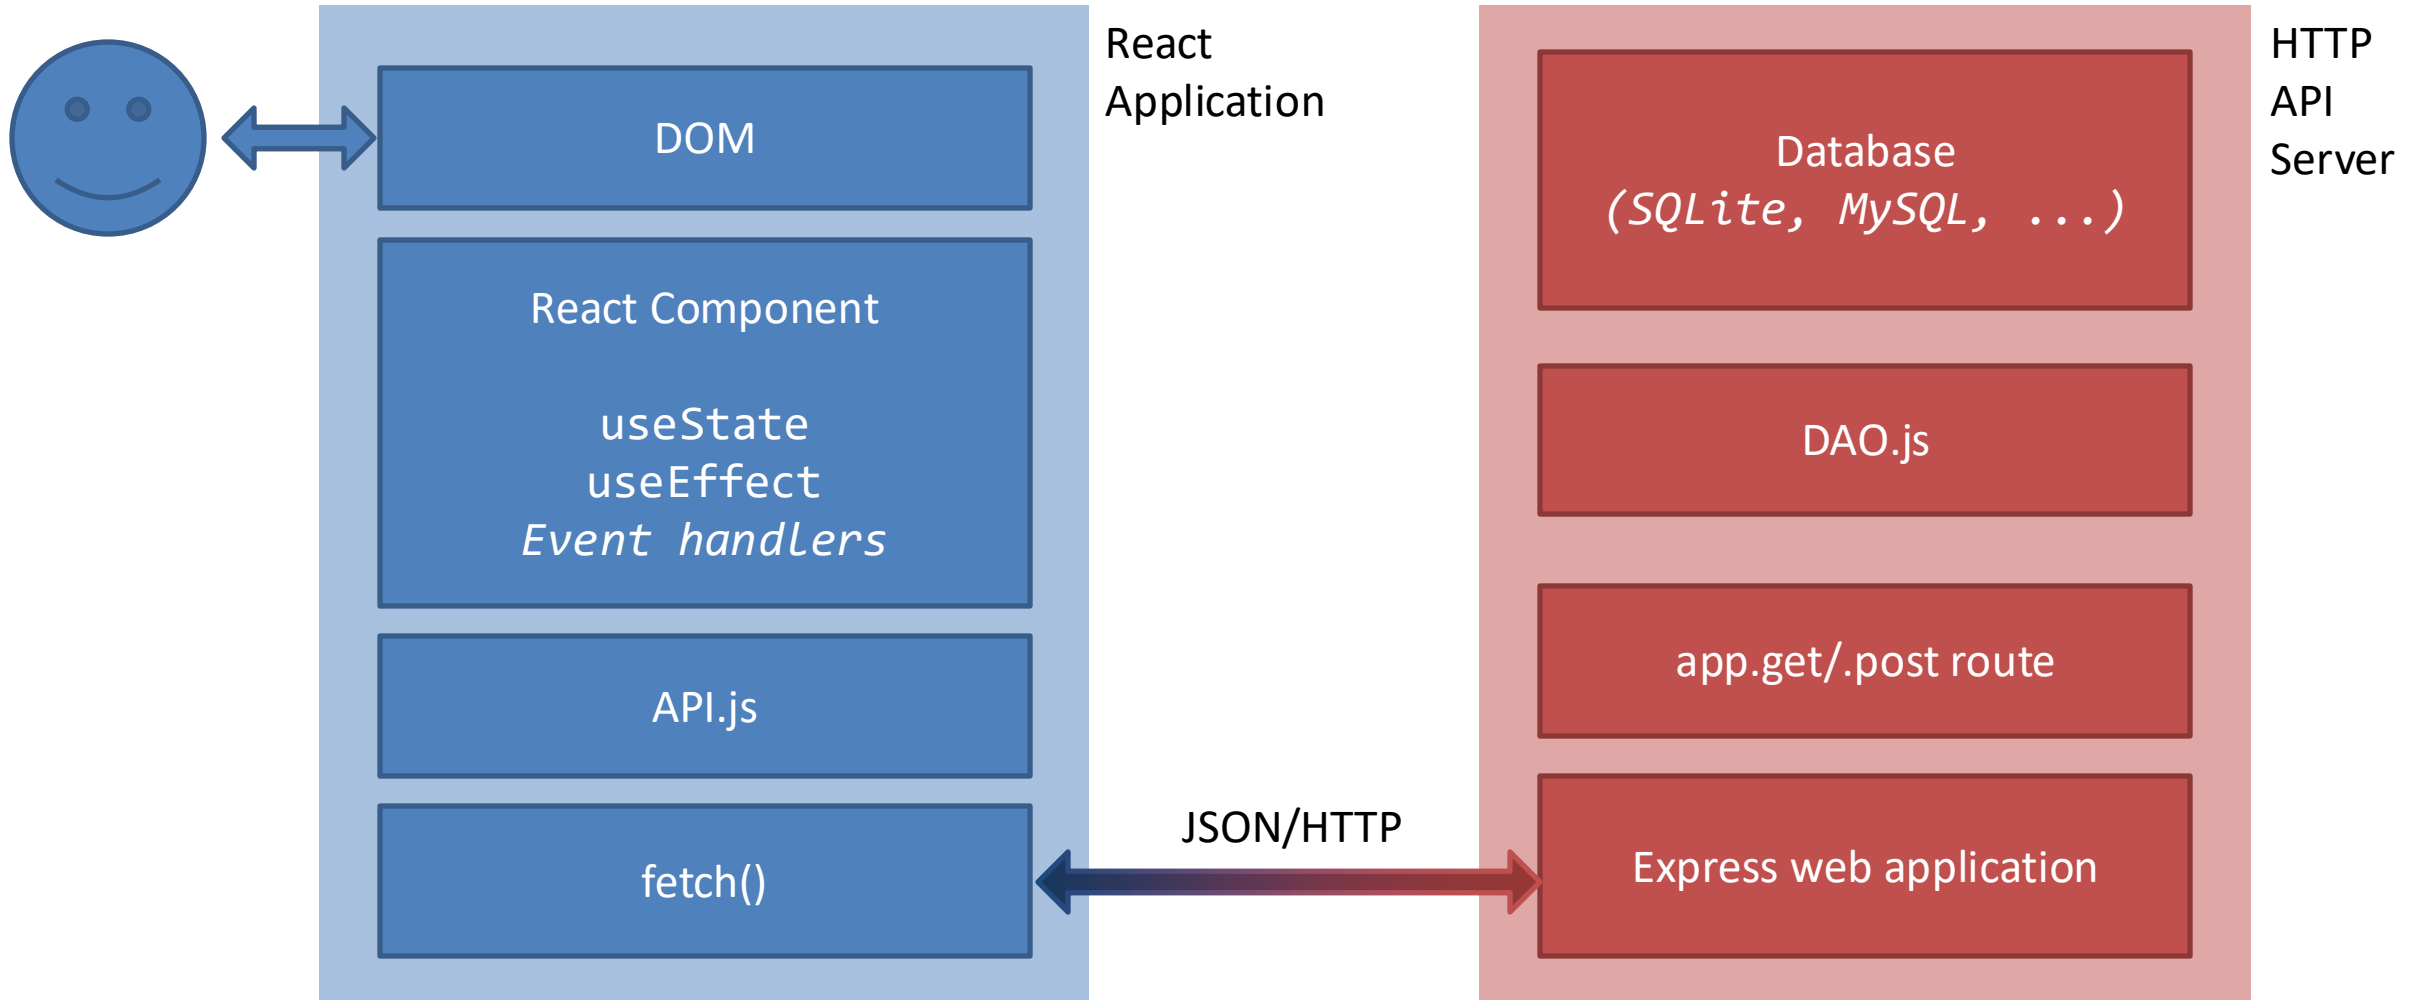 React
Application
DOM
React Component
useState
useEffect
Event handlers
API.js
fetch()
JSON/HTTP
HTTP
API
Server
Database
(SQLite, MySQL, ...)
DAO.js
app.get/.post route
Express web application